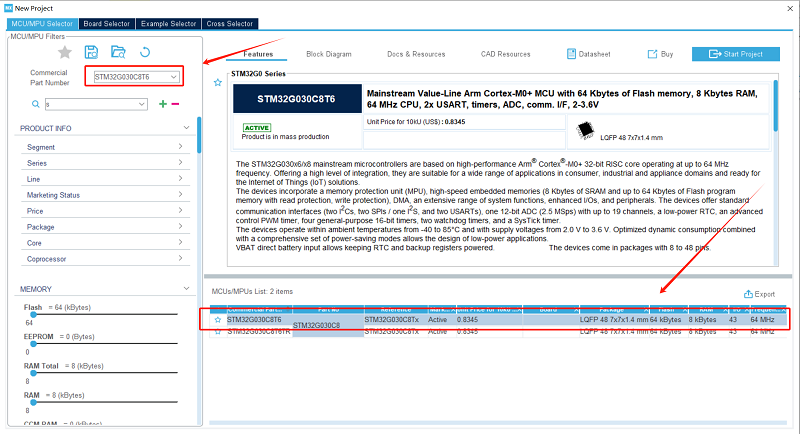 MX New Project
MCU/MPU Selector Board Selector Example Selector Cross Selector
MCU/MPU Filters
Commercial
Part Number
STM32G030C8T6
s
PRODUCT INFO
Segment
Series
Line
Marketing Status
Price
Package
Core
Coprocessor
MEMORY
Flash = 64 (kBytes)
64
EEPROM = 0 (Bytes)
0
RAM Total = 8 (kBytes)
8
RAM = 8 (kBytes)
8
CCM RAM = 0 (kBytes)
Features Block Diagram Docs & Resources CAD Resources Datasheet Buy Start Project
STM32G0 Series
STM32G030C8T6
Mainstream Value-Line Arm Cortex-M0+ MCU with 64 Kbytes of Flash memory, 8 Kbytes RAM,
64 MHz CPU, 2x USART, timers, ADC, comm. I/F, 2-3.6V
ACTIVE
Product is in mass production
Unit Price for 10kU (US$) : 0.8345
LQFP 48 7x7x1.4 mm
The STM32G030x6/x8 mainstream microcontrollers are based on high-performance Arm® Cortex®-M0+ 32-bit RISC core operating at up to 64 MHz
frequency. Offering a high level of integration, they are suitable for a wide range of applications in consumer, industrial and appliance domains and ready for
the Internet of Things (IoT) solutions.
The devices incorporate a memory protection unit (MPU), high-speed embedded memories (8 Kbytes of SRAM and up to 64 Kbytes of Flash program
memory with read protection, write protection), DMA, an extensive range of system functions, enhanced I/Os, and peripherals. The devices offer standard
communication interfaces (two I²Cs, two SPIs / one I²S, and two USARTs), one 12-bit ADC (2.5 MSps) with up to 19 channels, a low-power RTC, an advanced
control PWM timer, four general-purpose 16-bit timers, two watchdog timers, and a SysTick timer.
The devices operate within ambient temperatures from -40 to 85°C and with supply voltages from 2.0 V to 3.6 V. Optimized dynamic consumption combined
with a comprehensive set of power-saving modes allows the design of low-power applications.
VBAT direct battery input allows keeping RTC and backup registers powered. The devices come in packages with 8 to 48 pins.
MCUs/MPUs List: 2 items
Export
Part No Reference Board Package
STM32G030C8T6 STM32G030C8 STM32G030C8Tx Active 0.8345 LQFP 48 7x7x1.4 mm 64 kBytes 8 kBytes 43 64 MHz
STM32G030C8T6TR STM32G030C8Tx Active 0.8345 LQFP 48 7x7x1.4 mm 64 kBytes 8 kBytes 43 64 MHz